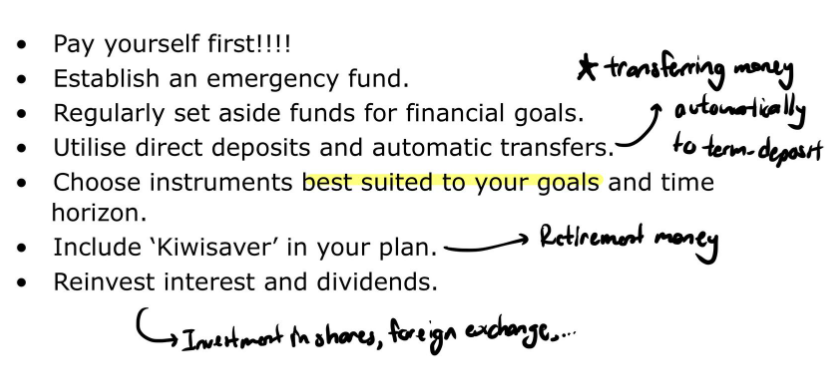 • Pay yourself first!!!!
• Establish an emergency fund.
• Regularly set aside funds for financial goals.
• Utilise direct deposits and automatic transfers.
★ transferring money
automatically
to term-deposit
• Choose instruments best suited to your goals and time
horizon.
• Include ‘Kiwisaver’ in your plan.
Retirement money
• Reinvest interest and dividends.
Investment in shares, foreign exchange,...